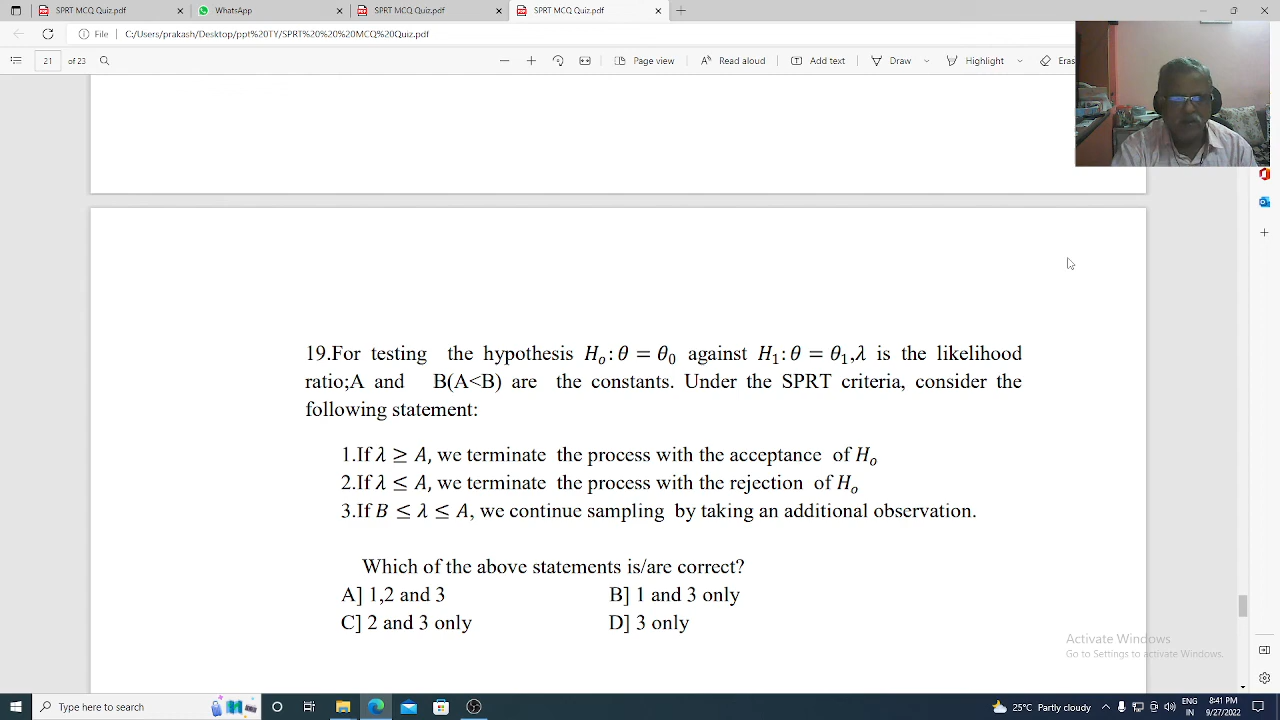 SPRT MCQ Quiz.pdf
WhatsApp
SPRT MCQ Quiz.pdf
SPRT MCQ Quiz.pdf
File
C:/Users/prakash/Desktop/ppt%20TY/SPRT%20%20%20MCQ%20Quiz.pdf
21 of 23
Page view
Read aloud
Add text
Draw
Highlight
Eras
19.For testing the hypothesis H₀: θ = θ₀ against H₁: θ = θ₁,λ is the likelihood
ratio;A and B(A<B) are the constants. Under the SPRT criteria, consider the
following statement:
1.If λ ≥ A, we terminate the process with the acceptance of H₀
2.If λ ≤ A, we terminate the process with the rejection of H₀
3.If B ≤ λ ≤ A, we continue sampling by taking an additional observation.
Which of the above statements is/are correct?
A] 1,2 and 3 B] 1 and 3 only
C] 2 and 3 only D] 3 only
Activate Windows
Go to Settings to activate Windows.
Type here to search
25°C Partly cloudy
ENG
IN
8:41 PM
9/27/2022